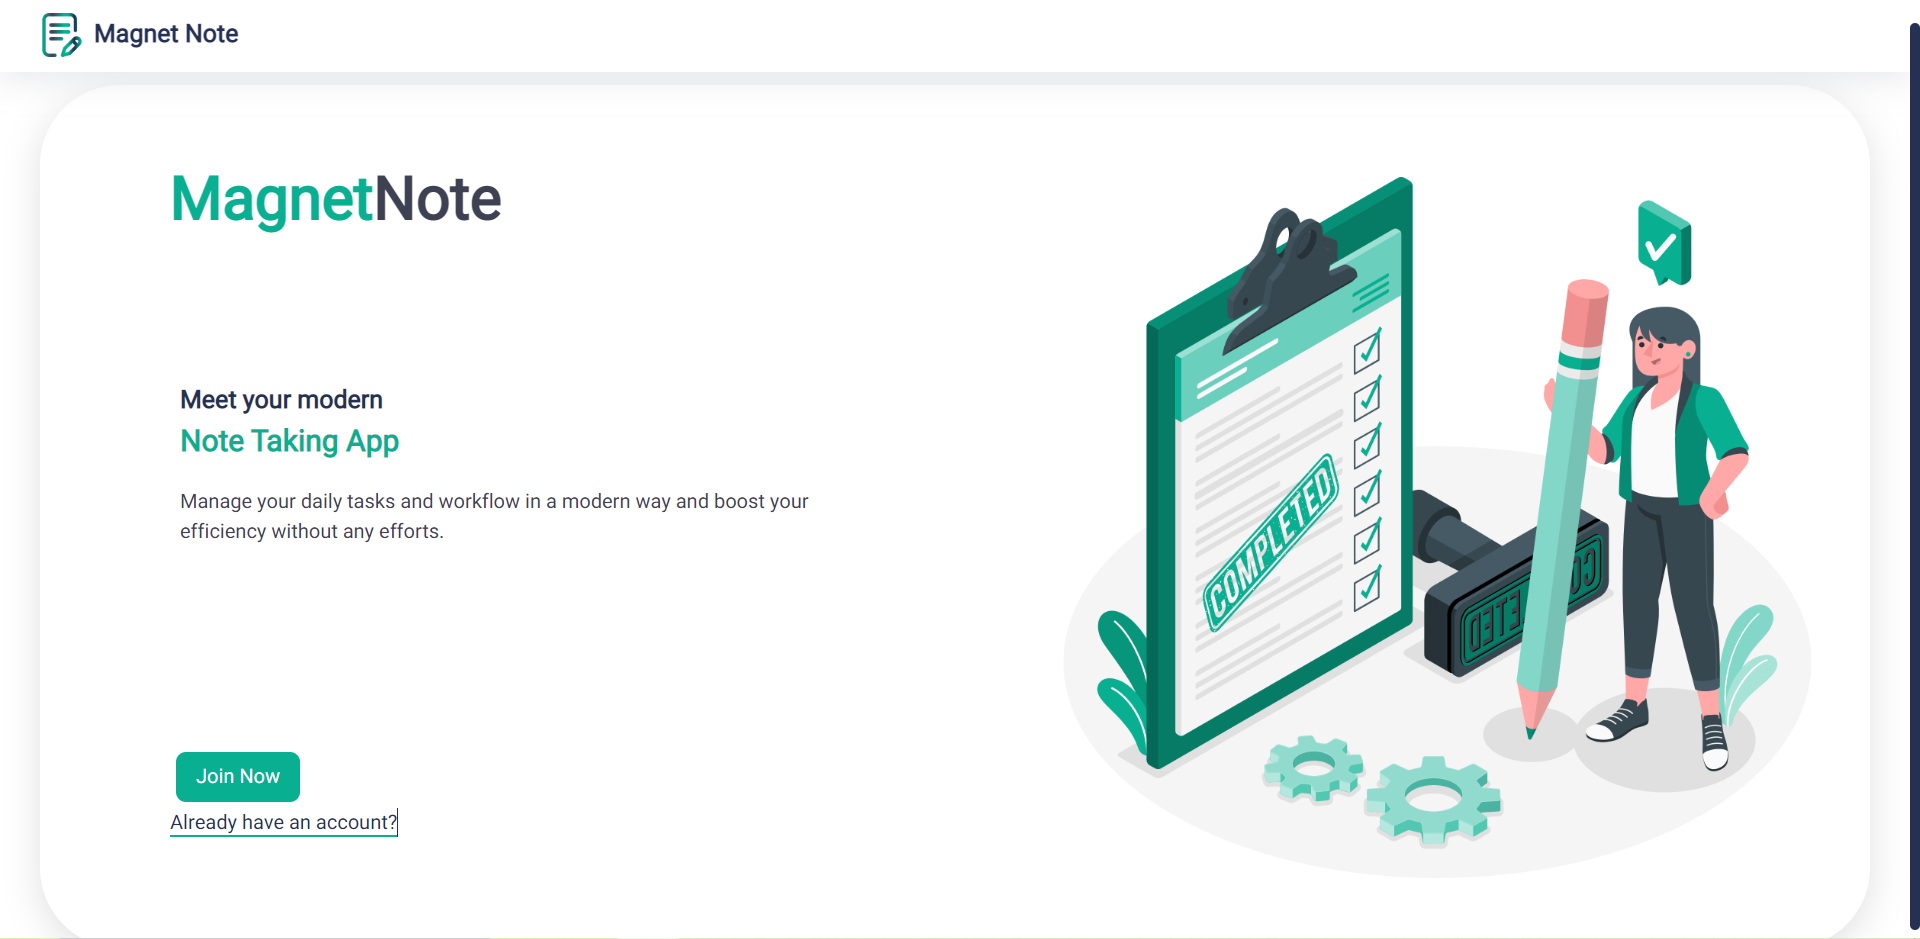 Magnet Note
MagnetNote
Meet your modern
Note Taking App
Manage your daily tasks and workflow in a modern way and boost your
efficiency without any efforts.
Join Now
Already have an account?
COMPLETED